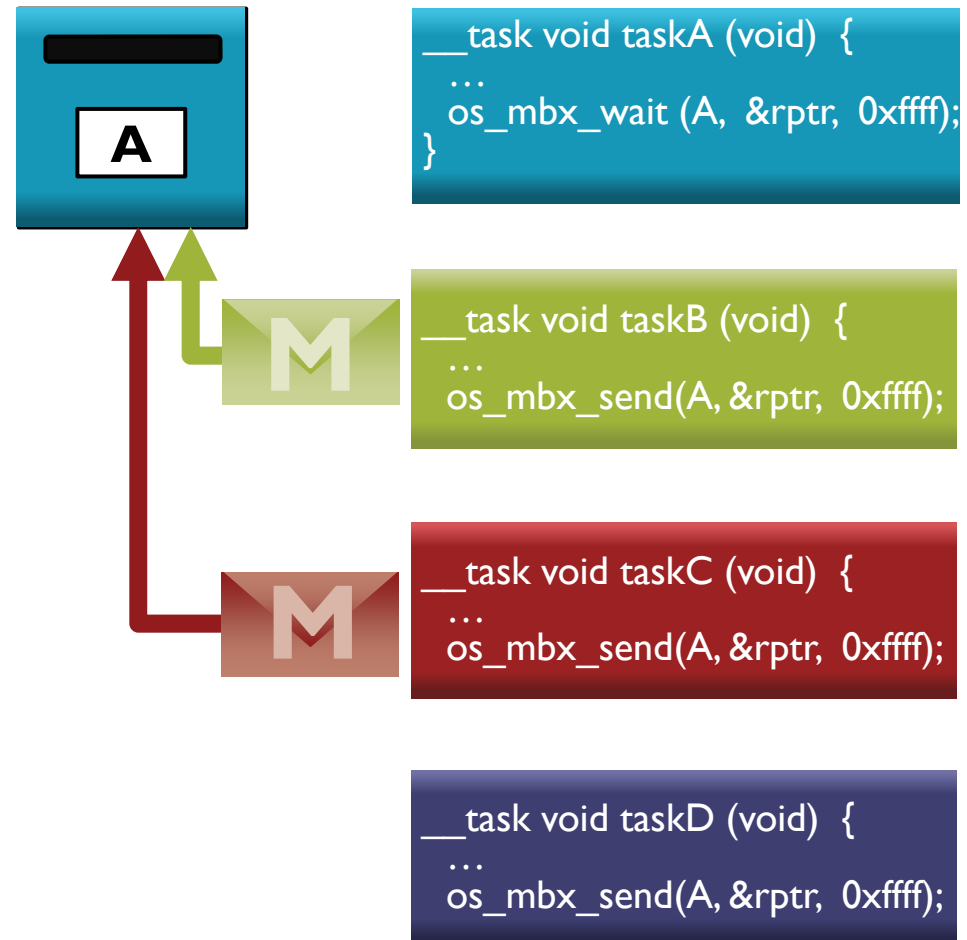 A
__task void taskA (void) {
…
os_mbx_wait (A, &rptr, 0xffff);
}
M
__task void taskB (void) {
…
os_mbx_send(A, &rptr, 0xffff);
M
__task void taskC (void) {
…
os_mbx_send(A, &rptr, 0xffff);
__task void taskD (void) {
…
os_mbx_send(A, &rptr, 0xffff);